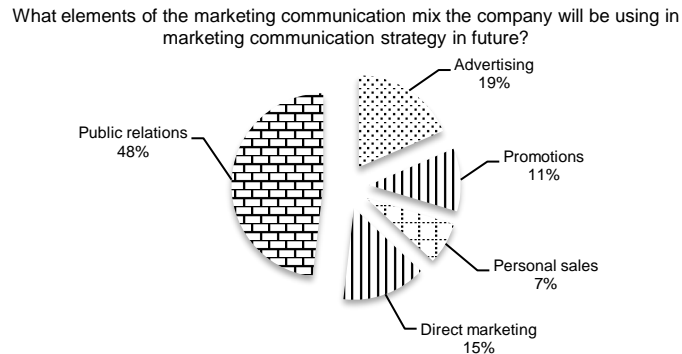 What elements of the marketing communication mix the company will be using in
marketing communication strategy in future?
Advertising
19%
Public relations
48%
Promotions
11%
Personal sales
7%
Direct marketing
15%